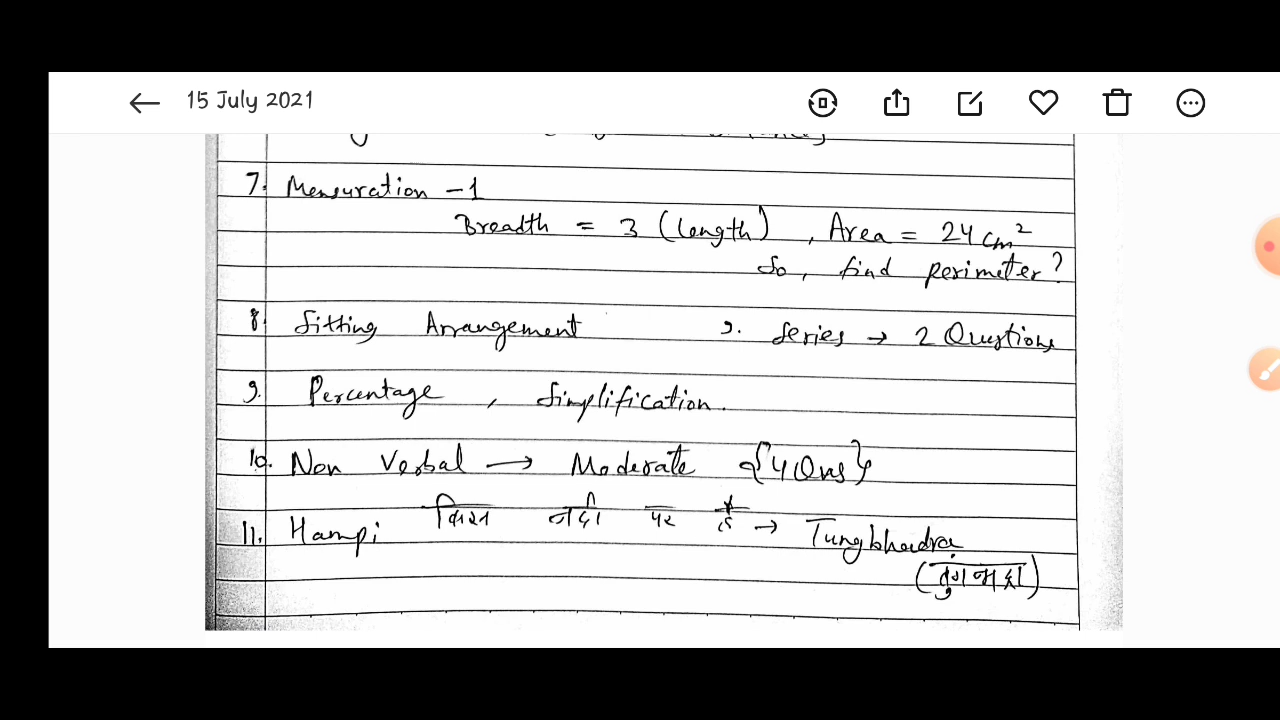 15 July 2021
7. Mensuration - 1
Breadth = 3 (length) , Area = 24 cm²
So, find perimeter?
8. Sitting Arrangement 9. Series → 2 Questions
9. Percentage , Simplification.
10. Non Verbal → Moderate {4 Qns}
11. Hampi किस नदी पर है → Tungbhadra
(तुंगभद्रा)